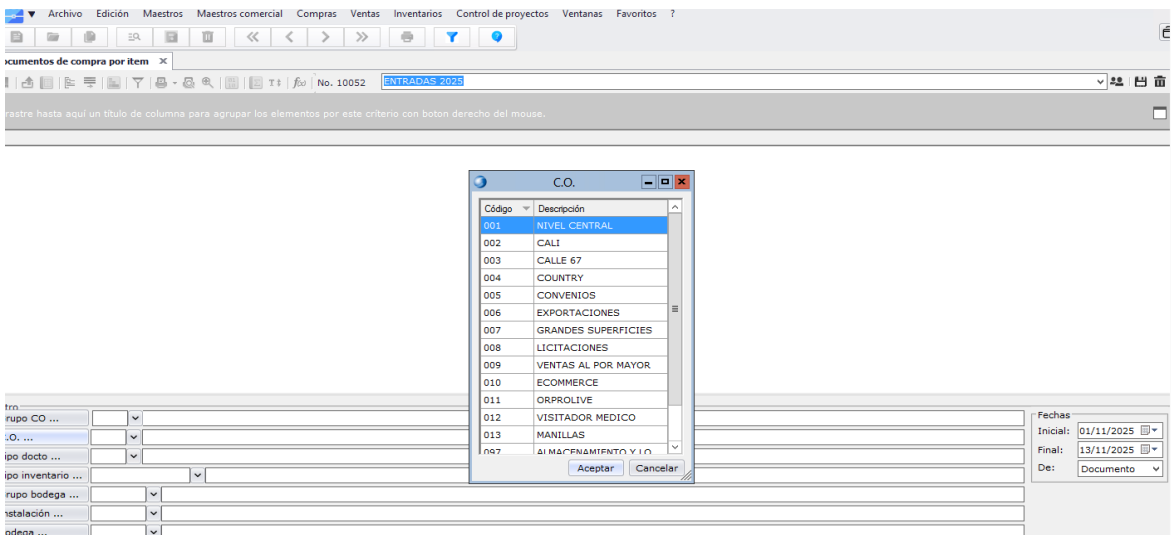 Archivo Edición Maestros Maestros comercial Compras Ventas Inventarios Control de proyectos Ventanas Favoritos ?
ocumentos de compra por item
No. 10052 ENTRADAS 2025
rastre hasta aquí un título de columna para agrupar los elementos por este criterio con boton derecho del mouse.
C.O.
Código Descripción
001 NIVEL CENTRAL
002 CALI
003 CALLE 67
004 COUNTRY
005 CONVENIOS
006 EXPORTACIONES
007 GRANDES SUPERFICIES
008 LICITACIONES
009 VENTAS AL POR MAYOR
010 ECOMMERCE
011 ORPROLIVE
012 VISITADOR MEDICO
013 MANILLAS
097 ALMACENAMIENTO Y LO
Aceptar Cancelar
tro
rupo CO ...
.O. ...
ipo docto ...
ipo inventario ...
rupo bodega ...
nstalación ...
odega ...
Fechas
Inicial: 01/11/2025
Final: 13/11/2025
De: Documento